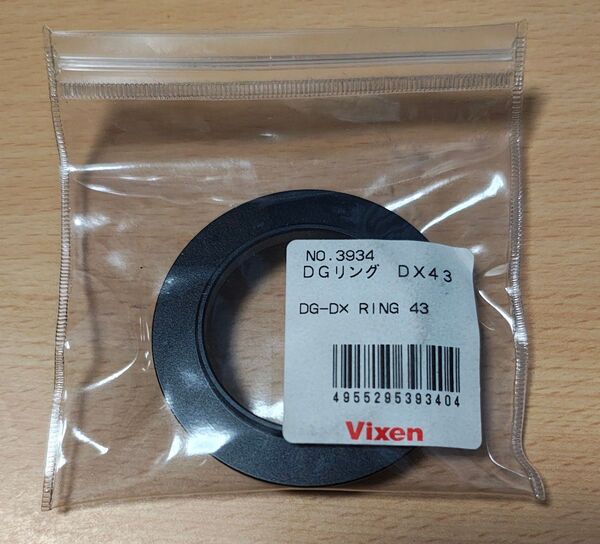 NO.3934
DGリング DX43
DG-DX RING 43
4955295393404
Vixen